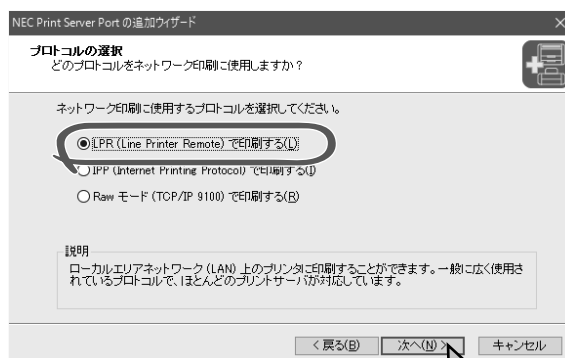 NEC Print Server Port の追加ウィザード
プロトコルの選択
どのプロトコルをネットワーク印刷に使用しますか？
ネットワーク印刷に使用するプロトコルを選択してください。
LPR (Line Printer Remote) で印刷する(L)
IPP (Internet Printing Protocol) で印刷する(I)
Raw モード (TCP/IP 9100) で印刷する(R)
説明
ローカルエリアネットワーク (LAN) 上のプリンタに印刷することができます。一般に広く使用さ
れているプロトコルで、ほとんどのプリントサーバが対応しています。
< 戻る(B) 次へ(N) > キャンセル